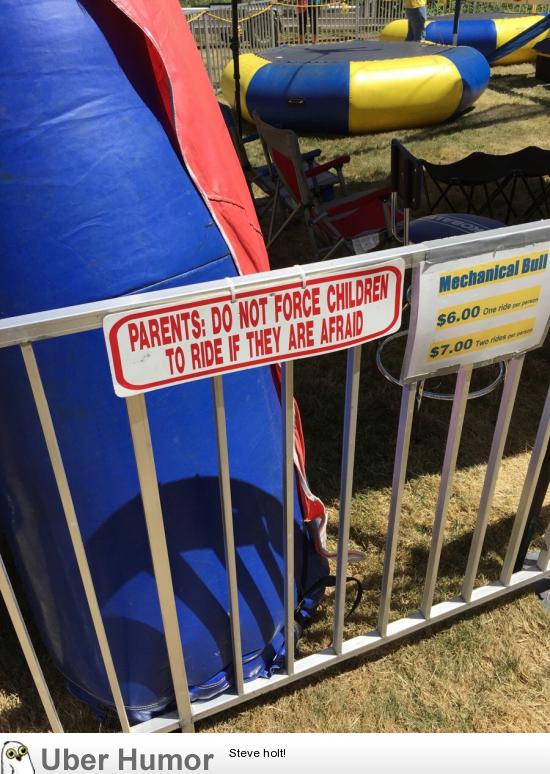 PARENTS: DO NOT FORCE CHILDREN
TO RIDE IF THEY ARE AFRAID
Mechanical Bull
$6.00 One ride per person
$7.00 Two rides per person
Uber Humor
Steve holt!